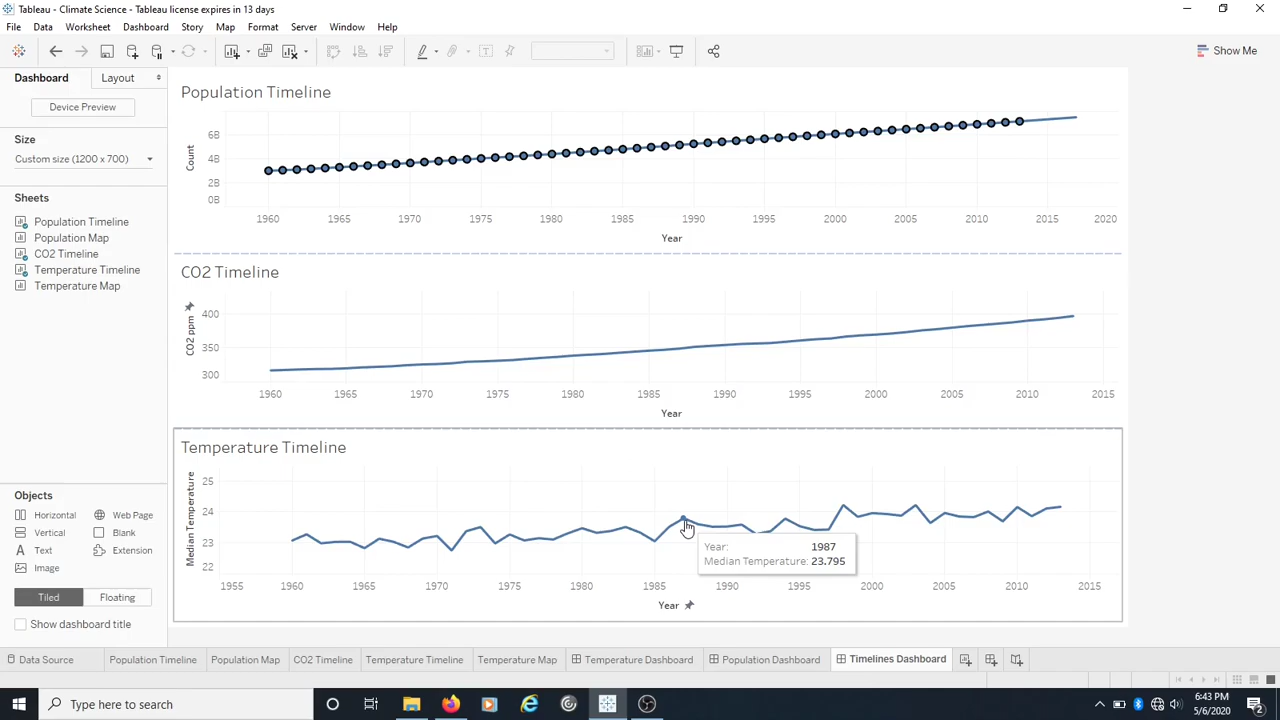 Tableau - Climate Science - Tableau license expires in 13 days
File Data Worksheet Dashboard Story Map Format Server Window Help
Show Me
Dashboard Layout
Device Preview
Size
Custom size (1200 x 700)
Sheets
Population Timeline
Population Map
CO2 Timeline
Temperature Timeline
Temperature Map
Objects
Horizontal Web Page
Vertical Blank
Text Extension
Image
Tiled Floating
Show dashboard title
Population Timeline
6B
4B
2B
0B
Count
1960 1965 1970 1975 1980 1985 1990 1995 2000 2005 2010 2015 2020
Year
CO2 Timeline
400
350
300
CO2 ppm
1960 1965 1970 1975 1980 1985 1990 1995 2000 2005 2010 2015
Year
Temperature Timeline
25
24
23
22
Median Temperature
Year: 1987
Median Temperature: 23.795
1955 1960 1965 1970 1975 1980 1985 1990 1995 2000 2005 2010 2015
Year
Data Source Population Timeline Population Map CO2 Timeline Temperature Timeline Temperature Map Temperature Dashboard Population Dashboard Timelines Dashboard
Type here to search
6:43 PM
5/6/2020
2